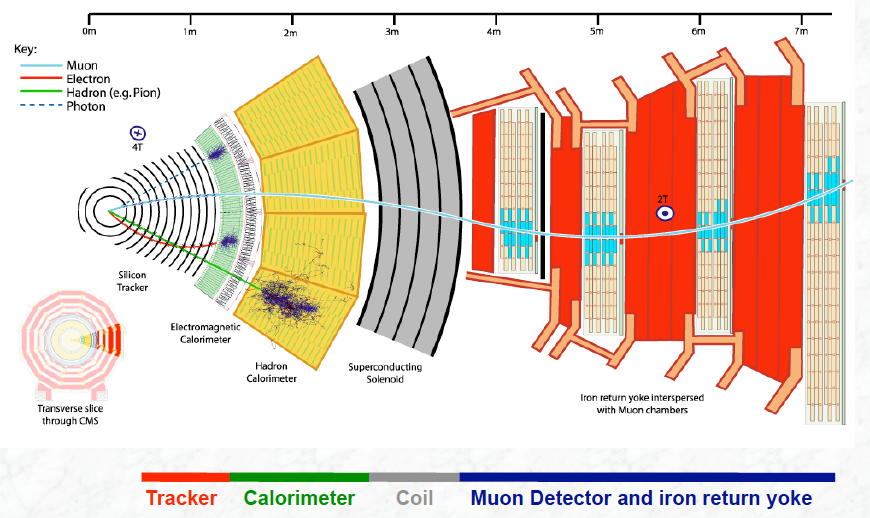 0m 1m 2m 3m 4m 5m 6m 7m
Key:
Muon
Electron
Hadron (e.g. Pion)
Photon
4T
2T
Silicon
Tracker
Electromagnetic
Calorimeter
Hadron
Calorimeter
Superconducting
Solenoid
Iron return yoke interspersed
with Muon chambers
Transverse slice
through CMS
Tracker Calorimeter Coil Muon Detector and iron return yoke